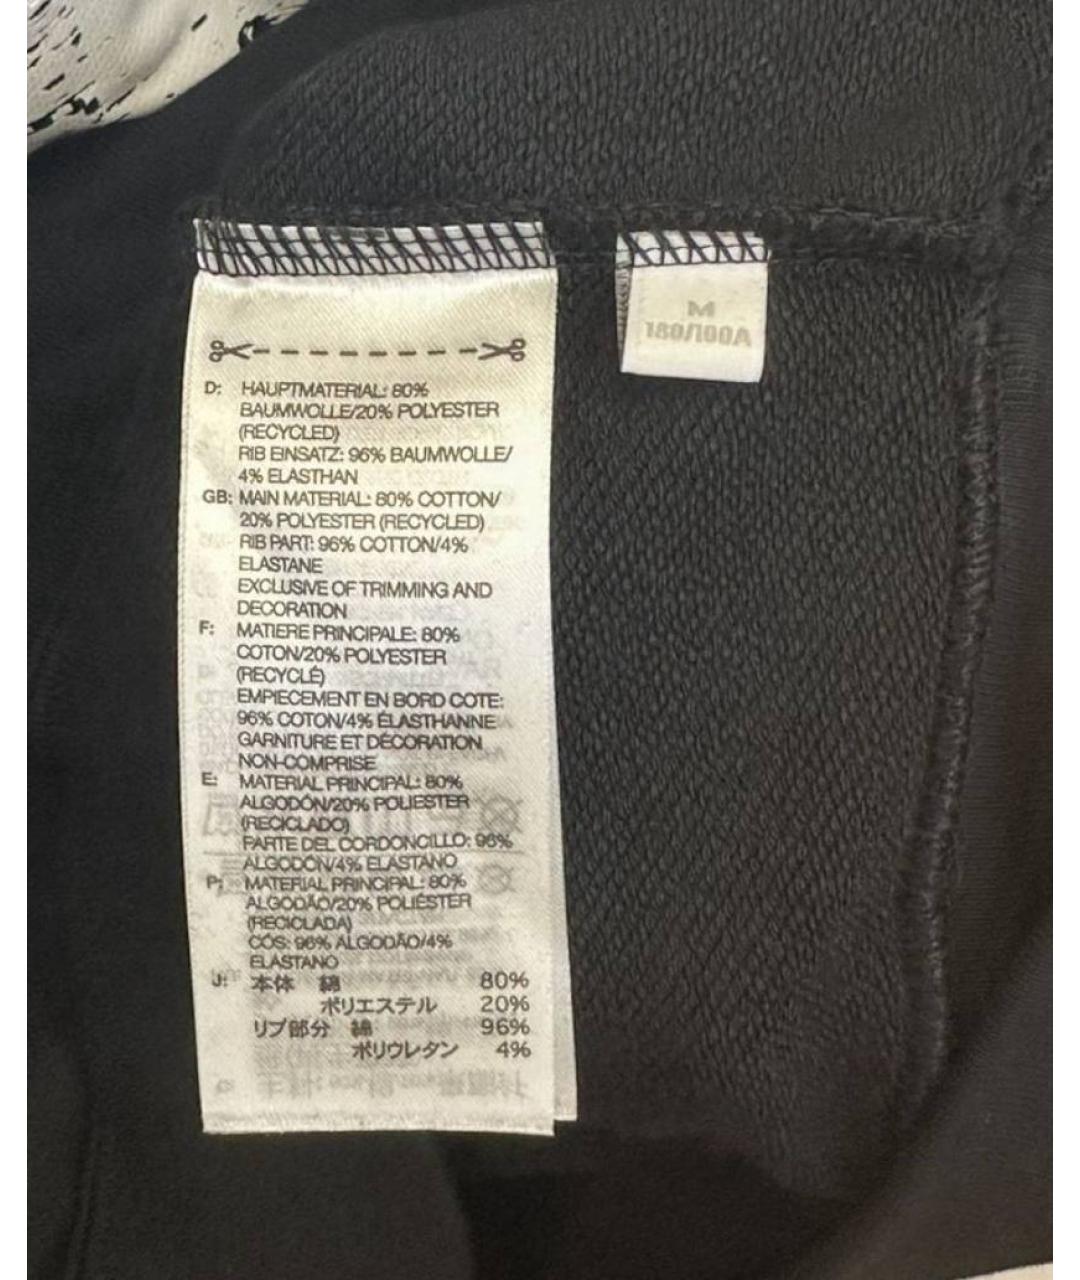 D: HAUPTMATERIAL: 80%
BAUMWOLLE/20% POLYESTER
(RECYCLED)
RIB EINSATZ: 96% BAUMWOLLE/
4% ELASTHAN
GB: MAIN MATERIAL: 80% COTTON/
20% POLYESTER (RECYCLED)
RIB PART: 96% COTTON/4%
ELASTANE
EXCLUSIVE OF TRIMMING AND
DECORATION
F: MATIERE PRINCIPALE: 80%
COTON/20% POLYESTER
(RECYCLÉ)
EMPIECEMENT EN BORD COTE:
96% COTON/4% ÉLASTHANNE
GARNITURE ET DÉCORATION
NON-COMPRISE
E: MATERIAL PRINCIPAL: 80%
ALGODÓN/20% POLIÉSTER
(RECICLADO)
PARTE DEL CORDONCILLO: 96%
ALGODÓN/4% ELASTANO
P: MATERIAL PRINCIPAL: 80%
ALGODÃO/20% POLIÉSTER
(RECICLADA)
CÓS: 96% ALGODÃO/4%
ELASTANO
J: 本体 綿 80%
ポリエステル 20%
リブ部分 綿 96%
ポリウレタン 4%
M
180/100A